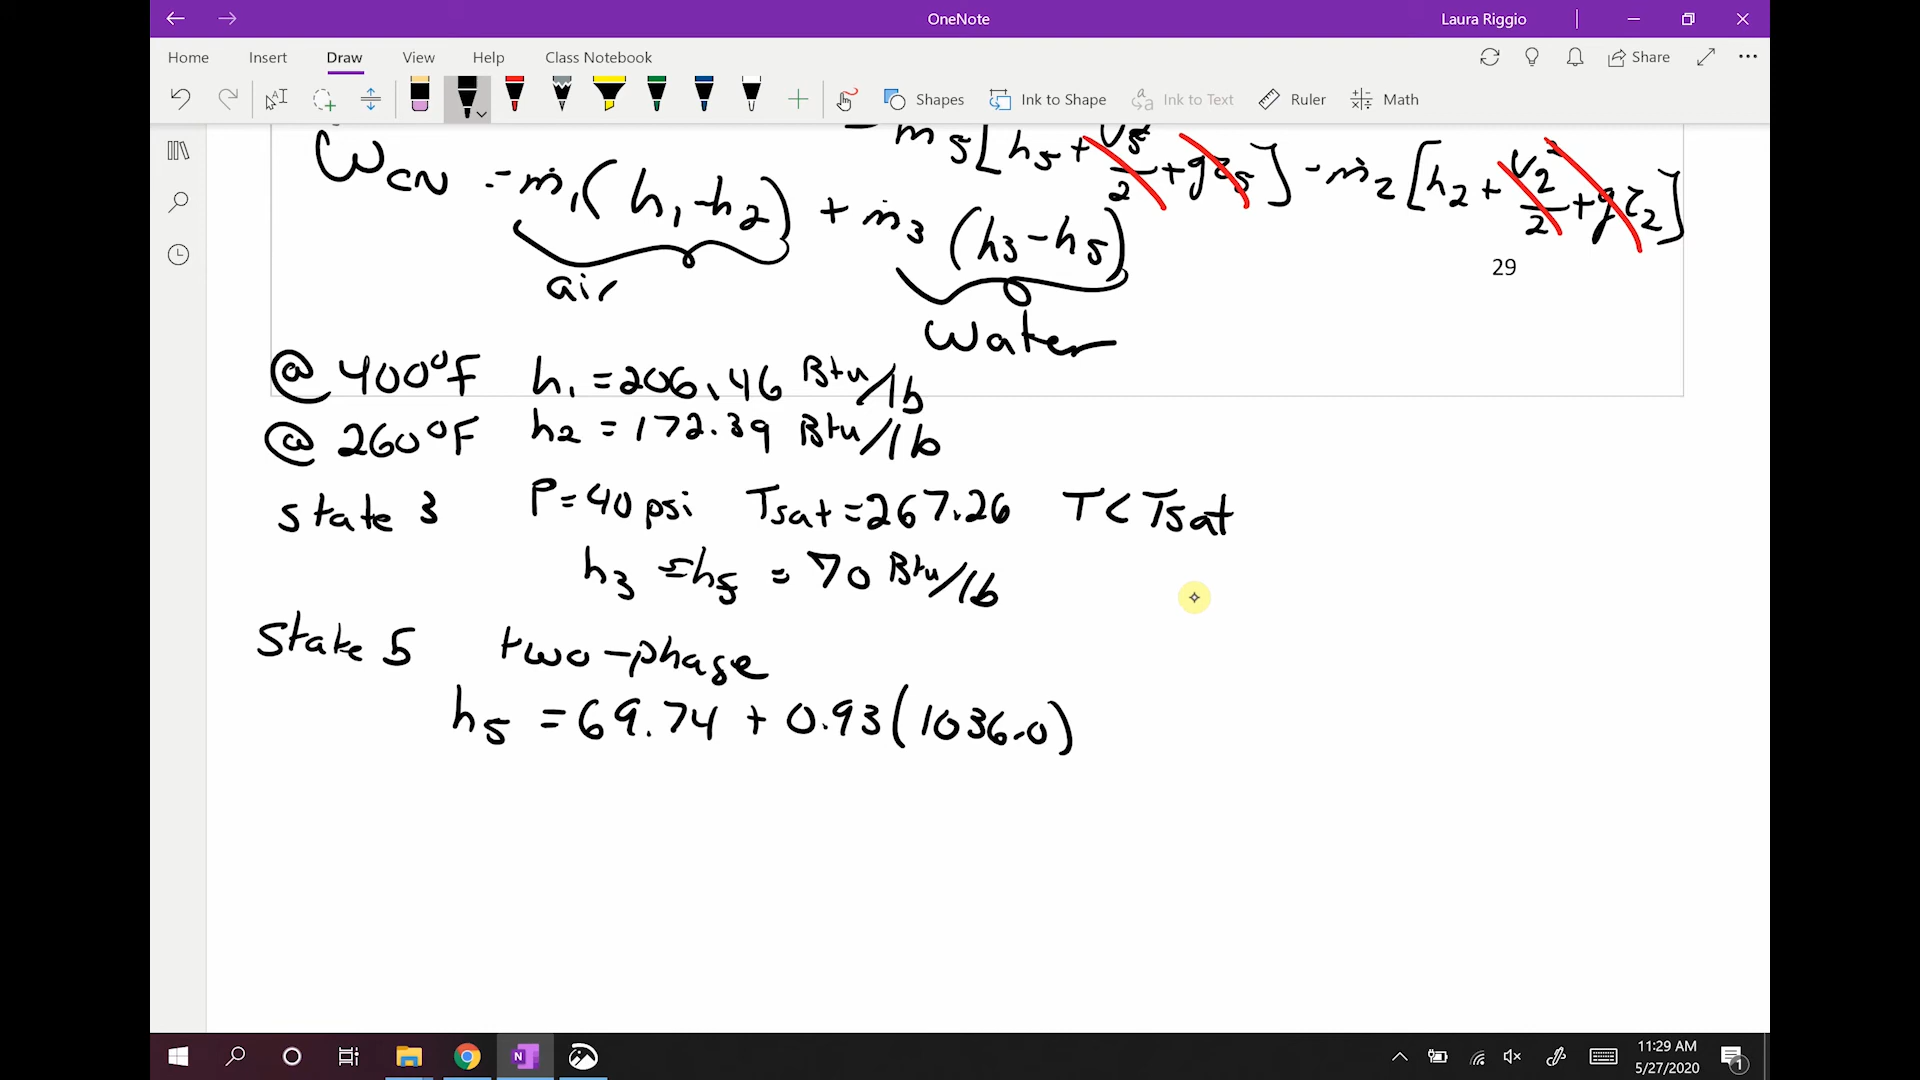 OneNote
Laura Riggio
Home Insert Draw View Help Class Notebook
Share
Shapes Ink to Shape Ink to Text Ruler Math
ṁ5[h5 + V5²/2 + gz5] - ṁ2[h2 + V2²/2 + gz2]
ẆCV = ṁ1(h1-h2) + ṁ3(h3-h5)
air
water
29
@ 400°F h1 = 206.46 Btu/lb
@ 260°F h2 = 172.39 Btu/lb
state 3 P = 40 psi Tsat = 267.26 T < Tsat
h3 = hf = 70 Btu/lb
State 5 two-phase
h5 = 69.74 + 0.93(1036.0)
11:29 AM
5/27/2020
1